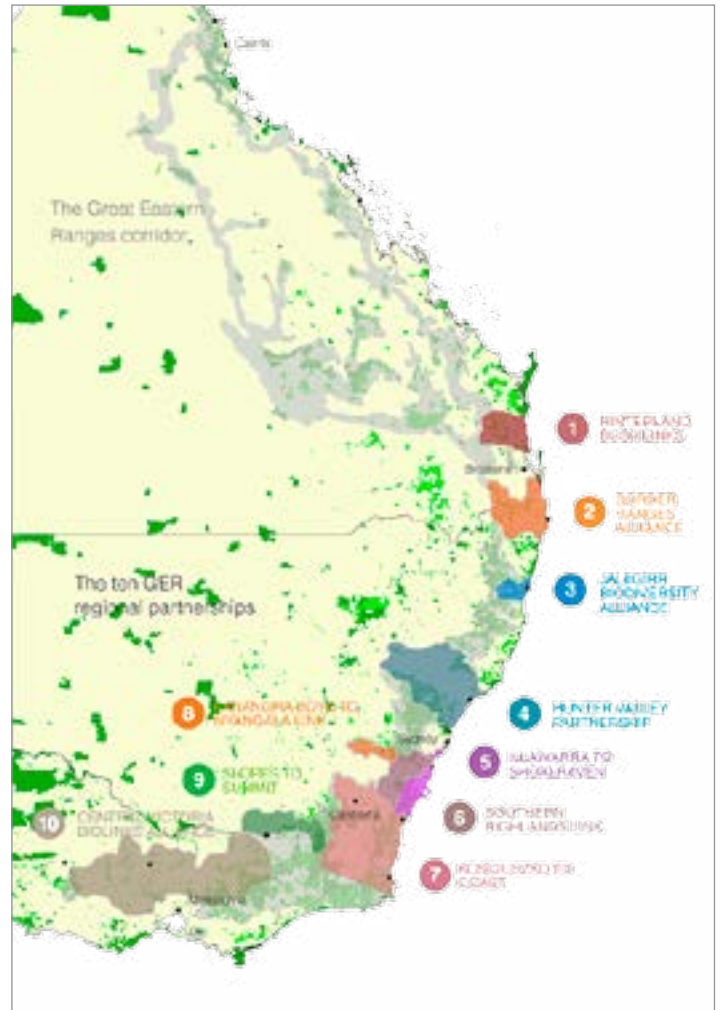 Cairns
The Great Eastern
Ranges corridor
1
HINTERLAND
BUSHLINKS
Brisbane
2
BORDER
RANGES
ALLIANCE
The ten GER
regional partnerships
3
JALIIGIRR
BIODIVERSITY
ALLIANCE
8
LINK
4
HUNTER VALLEY
PARTNERSHIP
Sydney
5
ILLAWARRA TO
SHOALHAVEN
9
SLOPES TO
SUMMIT
6
SOUTHERN
HIGHLANDS LINK
10
CENTRAL VICTORIA
BIOLINKS ALLIANCE
Canberra
7
KOSCIUSZKO TO
COAST
Melbourne